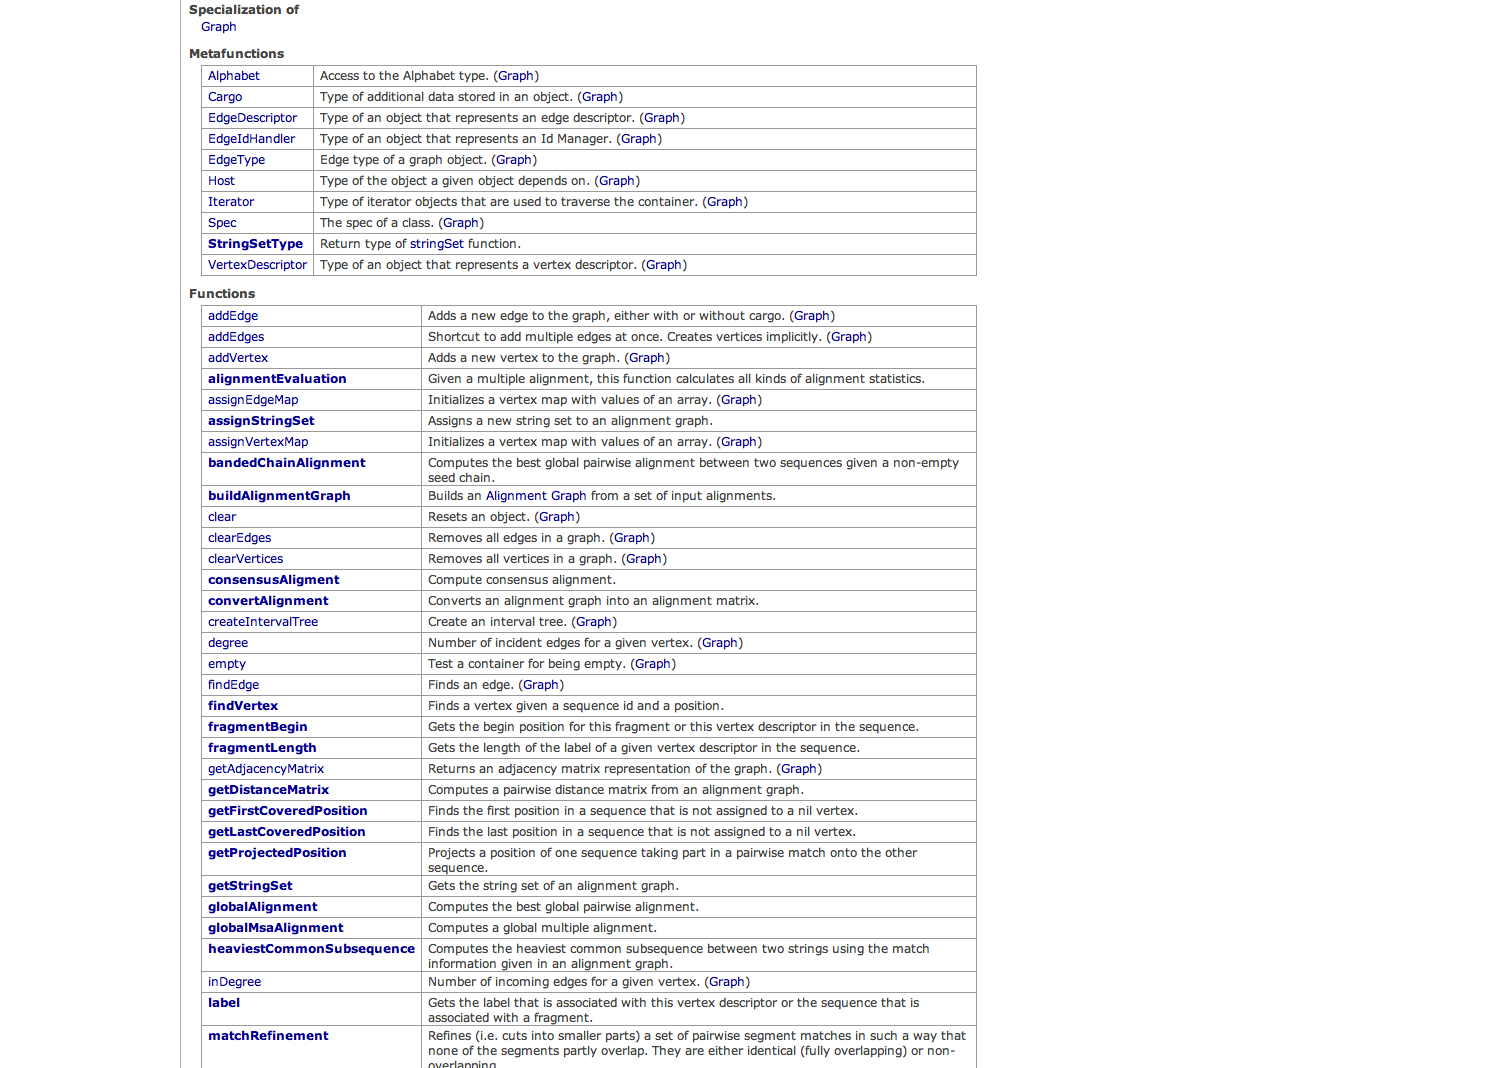 Specialization of
Graph
Metafunctions
Alphabet Access to the Alphabet type. (Graph)
Cargo Type of additional data stored in an object. (Graph)
EdgeDescriptor Type of an object that represents an edge descriptor. (Graph)
EdgeIdHandler Type of an object that represents an Id Manager. (Graph)
EdgeType Edge type of a graph object. (Graph)
Host Type of the object a given object depends on. (Graph)
Iterator Type of iterator objects that are used to traverse the container. (Graph)
Spec The spec of a class. (Graph)
StringSetType Return type of stringSet function.
VertexDescriptor Type of an object that represents a vertex descriptor. (Graph)
Functions
addEdge Adds a new edge to the graph, either with or without cargo. (Graph)
addEdges Shortcut to add multiple edges at once. Creates vertices implicitly. (Graph)
addVertex Adds a new vertex to the graph. (Graph)
alignmentEvaluation Given a multiple alignment, this function calculates all kinds of alignment statistics.
assignEdgeMap Initializes a vertex map with values of an array. (Graph)
assignStringSet Assigns a new string set to an alignment graph.
assignVertexMap Initializes a vertex map with values of an array. (Graph)
bandedChainAlignment Computes the best global pairwise alignment between two sequences given a non-empty
seed chain.
buildAlignmentGraph Builds an Alignment Graph from a set of input alignments.
clear Resets an object. (Graph)
clearEdges Removes all edges in a graph. (Graph)
clearVertices Removes all vertices in a graph. (Graph)
consensusAligment Compute consensus alignment.
convertAlignment Converts an alignment graph into an alignment matrix.
createIntervalTree Create an interval tree. (Graph)
degree Number of incident edges for a given vertex. (Graph)
empty Test a container for being empty. (Graph)
findEdge Finds an edge. (Graph)
findVertex Finds a vertex given a sequence id and a position.
fragmentBegin Gets the begin position for this fragment or this vertex descriptor in the sequence.
fragmentLength Gets the length of the label of a given vertex descriptor in the sequence.
getAdjacencyMatrix Returns an adjacency matrix representation of the graph. (Graph)
getDistanceMatrix Computes a pairwise distance matrix from an alignment graph.
getFirstCoveredPosition Finds the first position in a sequence that is not assigned to a nil vertex.
getLastCoveredPosition Finds the last position in a sequence that is not assigned to a nil vertex.
getProjectedPosition Projects a position of one sequence taking part in a pairwise match onto the other
sequence.
getStringSet Gets the string set of an alignment graph.
globalAlignment Computes the best global pairwise alignment.
globalMsaAlignment Computes a global multiple alignment.
heaviestCommonSubsequence Computes the heaviest common subsequence between two strings using the match
information given in an alignment graph.
inDegree Number of incoming edges for a given vertex. (Graph)
label Gets the label that is associated with this vertex descriptor or the sequence that is
associated with a fragment.
matchRefinement Refines (i.e. cuts into smaller parts) a set of pairwise segment matches in such a way that
none of the segments partly overlap. They are either identical (fully overlapping) or non-
overlapping.